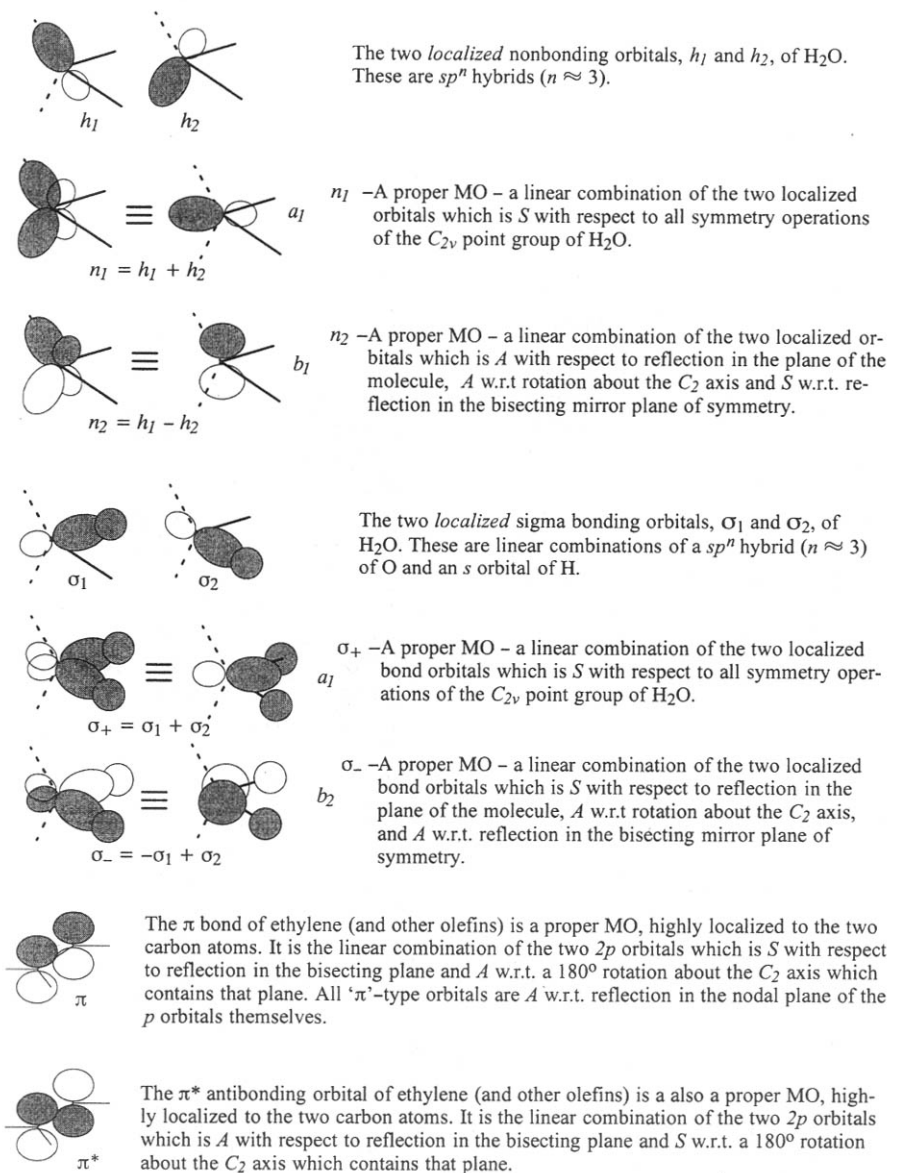 The two localized nonbonding orbitals, h₁ and h₂, of H₂O.
These are spⁿ hybrids (n ≈ 3).
h₁
h₂
n₁ –A proper MO – a linear combination of the two localized
orbitals which is S with respect to all symmetry operations
of the C₂ᵥ point group of H₂O.
≡
a₁
n₁ = h₁ + h₂
n₂ –A proper MO – a linear combination of the two localized or-
bitals which is A with respect to reflection in the plane of the
molecule, A w.r.t rotation about the C₂ axis and S w.r.t. re-
flection in the bisecting mirror plane of symmetry.
≡
b₁
n₂ = h₁ – h₂
The two localized sigma bonding orbitals, σ₁ and σ₂, of
H₂O. These are linear combinations of a spⁿ hybrid (n ≈ 3)
of O and an s orbital of H.
σ₁
σ₂
σ₊ –A proper MO – a linear combination of the two localized
bond orbitals which is S with respect to all symmetry oper-
ations of the C₂ᵥ point group of H₂O.
≡
a₁
σ₊ = σ₁ + σ₂
σ₋ –A proper MO – a linear combination of the two localized
bond orbitals which is S with respect to reflection in the
plane of the molecule, A w.r.t rotation about the C₂ axis,
and A w.r.t. reflection in the bisecting mirror plane of
symmetry.
≡
b₂
σ₋ = –σ₁ + σ₂
The π bond of ethylene (and other olefins) is a proper MO, highly localized to the two
carbon atoms. It is the linear combination of the two 2p orbitals which is S with respect
to reflection in the bisecting plane and A w.r.t. a 180º rotation about the C₂ axis which
contains that plane. All ‘π’-type orbitals are A w.r.t. reflection in the nodal plane of the
p orbitals themselves.
π
The π* antibonding orbital of ethylene (and other olefins) is a also a proper MO, high-
ly localized to the two carbon atoms. It is the linear combination of the two 2p orbitals
which is A with respect to reflection in the bisecting plane and S w.r.t. a 180º rotation
about the C₂ axis which contains that plane.
π*